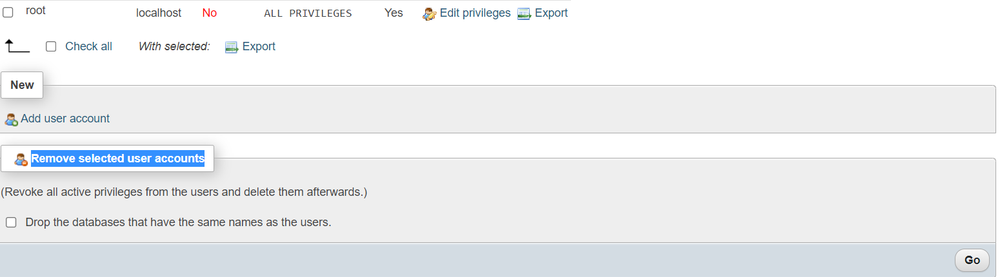 root localhost No ALL PRIVILEGES Yes Edit privileges Export
Check all With selected: Export
New
Add user account
Remove selected user accounts
(Revoke all active privileges from the users and delete them afterwards.)
Drop the databases that have the same names as the users.
Go